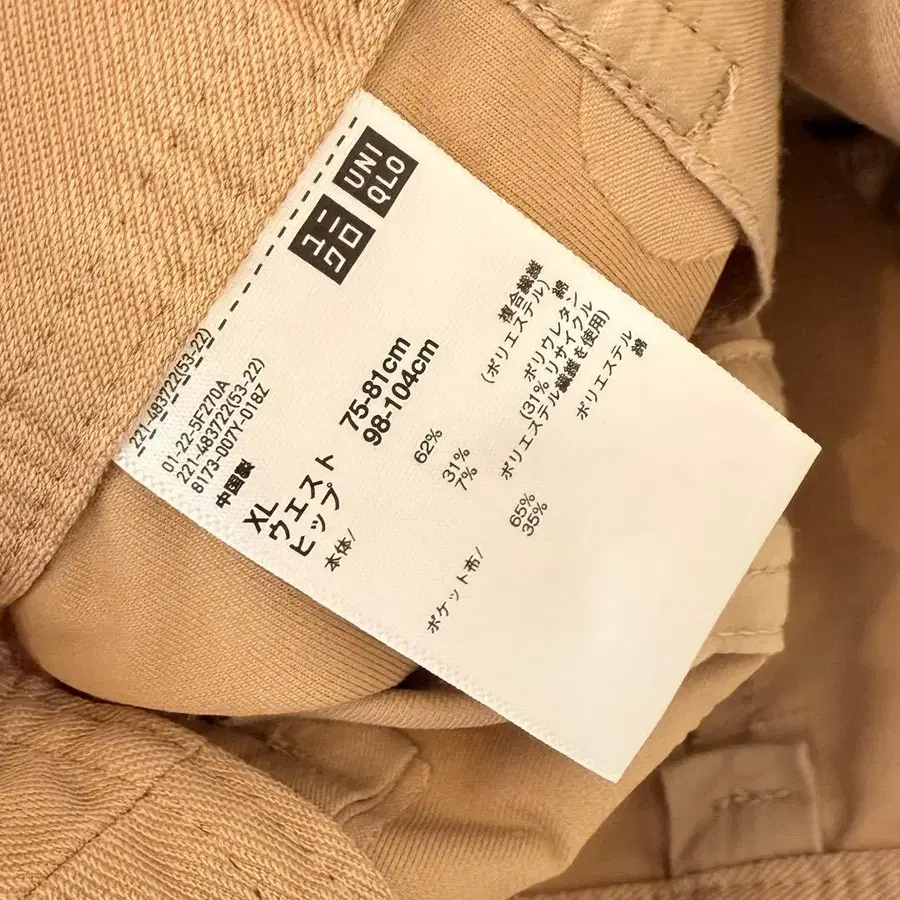 ユニ
クロ
UNI
QLO
221-483722(53-22)
01-22-5F270A
221-483722(53-22)
8173-007Y-018Z
中国製
XL
ウエスト 75-81cm
ヒップ 98-104cm
本体/
62% 複合繊維
(ポリエステル)
31% 綿
7% ポリウレタン
(31% リサイクル
ポリエステル繊維を使用)
ポケット布/
65% ポリエステル
35% 綿